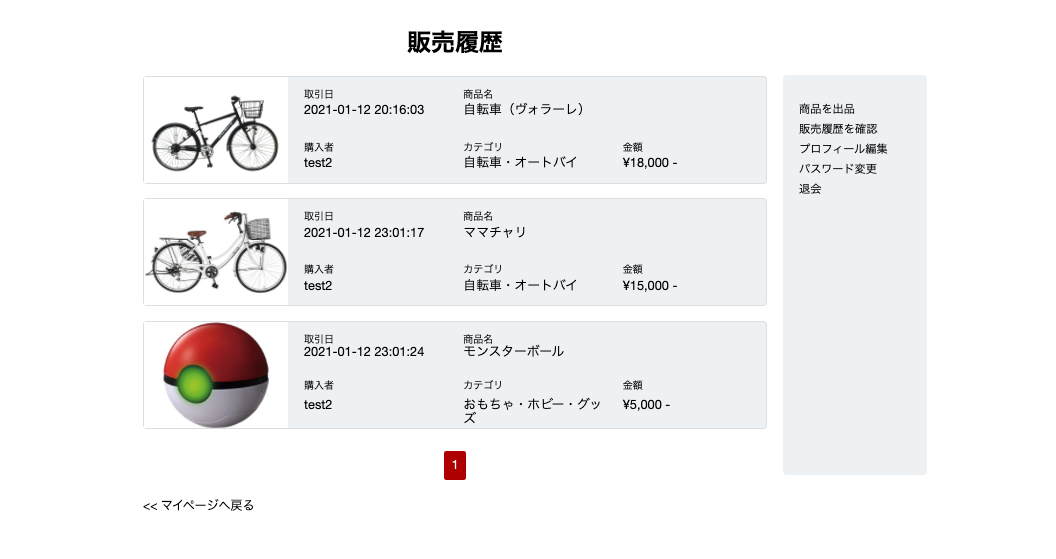 販売履歴
取引日 商品名
2021-01-12 20:16:03 自転車（ヴォラーレ）
購入者 カテゴリ 金額
test2 自転車・オートバイ ¥18,000 -
取引日 商品名
2021-01-12 23:01:17 ママチャリ
購入者 カテゴリ 金額
test2 自転車・オートバイ ¥15,000 -
取引日 商品名
2021-01-12 23:01:24 モンスターボール
購入者 カテゴリ 金額
test2 おもちゃ・ホビー・グッ ¥5,000 -
ズ
1
<< マイページへ戻る
商品を出品
販売履歴を確認
プロフィール編集
パスワード変更
退会